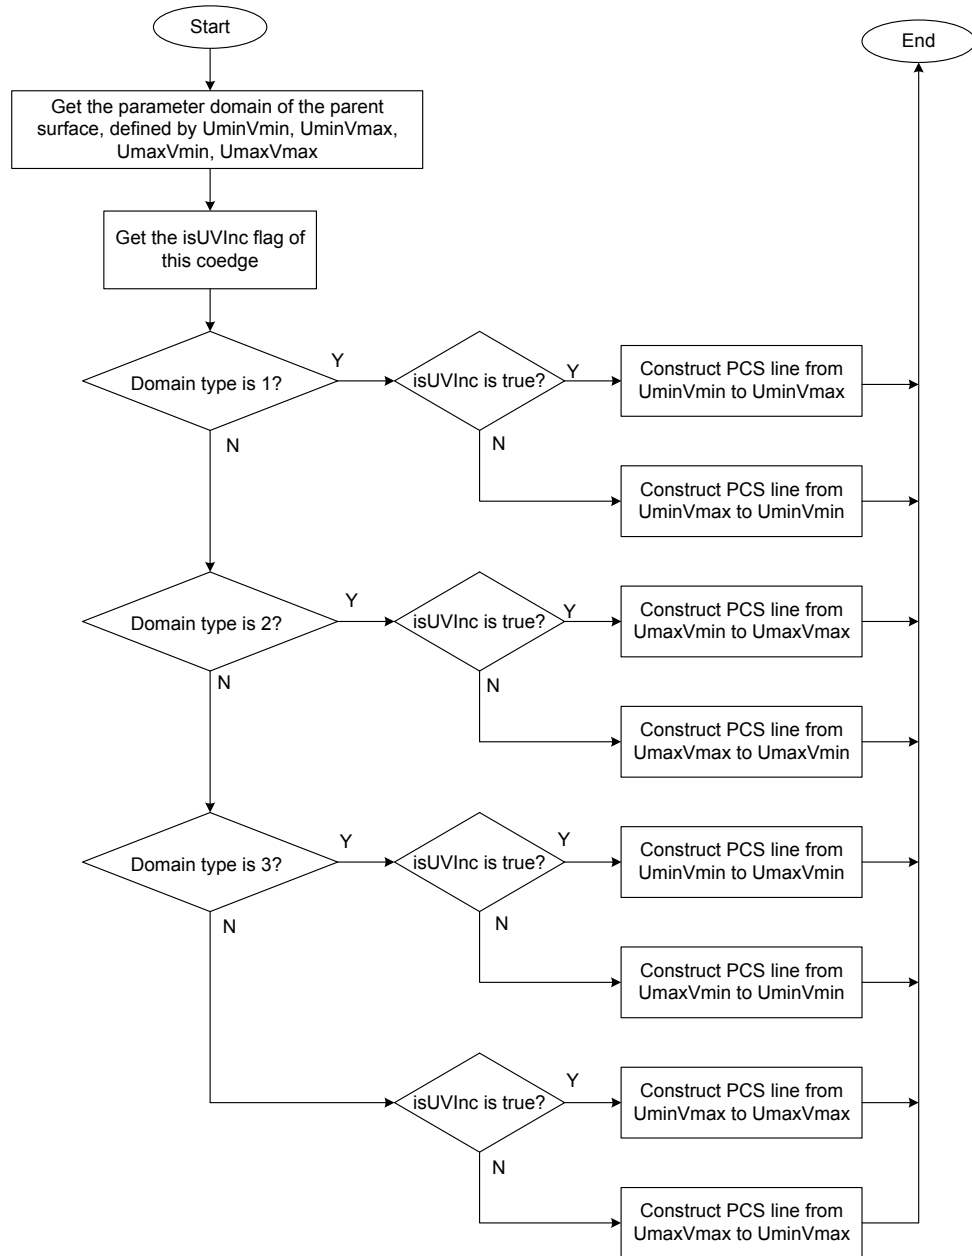 Start
End
Get the parameter domain of the parent
surface, defined by UminVmin, UminVmax,
UmaxVmin, UmaxVmax
Get the isUVInc flag of
this coedge
Domain type is 1?
Y
isUVInc is true?
Y
Construct PCS line from
UminVmin to UminVmax
N
N
Construct PCS line from
UminVmax to UminVmin
Domain type is 2?
Y
isUVInc is true?
Y
Construct PCS line from
UmaxVmin to UmaxVmax
N
N
Construct PCS line from
UmaxVmax to UmaxVmin
Domain type is 3?
Y
isUVInc is true?
Y
Construct PCS line from
UminVmin to UmaxVmin
N
N
Construct PCS line from
UmaxVmin to UminVmin
isUVInc is true?
Y
Construct PCS line from
UminVmax to UmaxVmax
N
Construct PCS line from
UmaxVmax to UminVmax